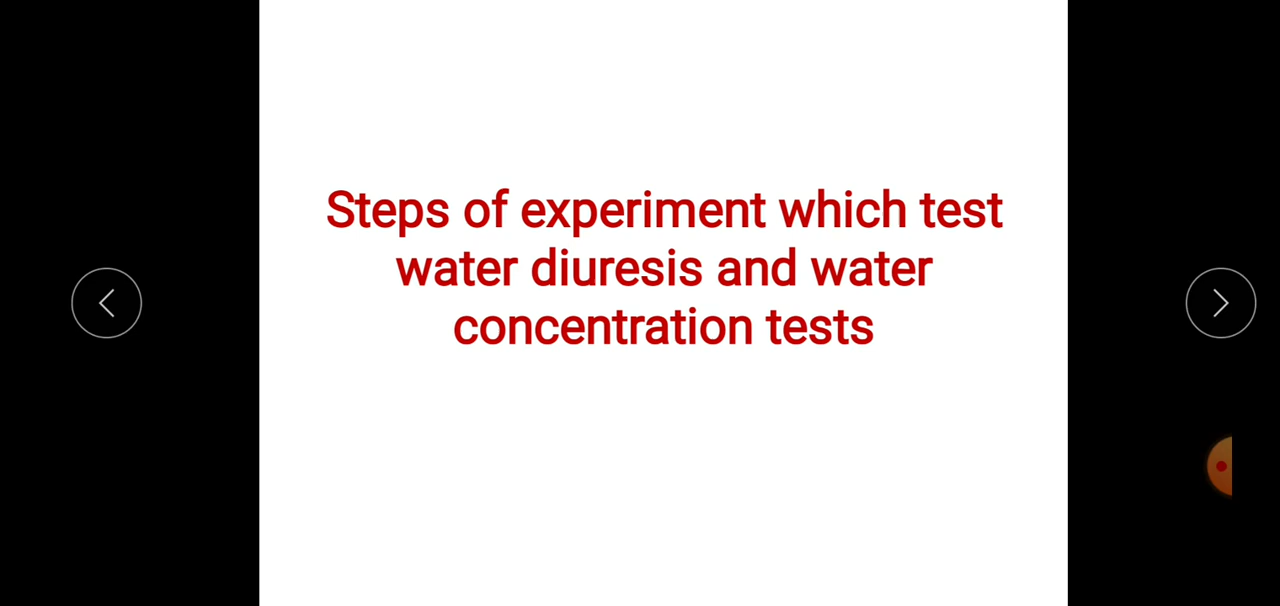 Steps of experiment which test
water diuresis and water
concentration tests